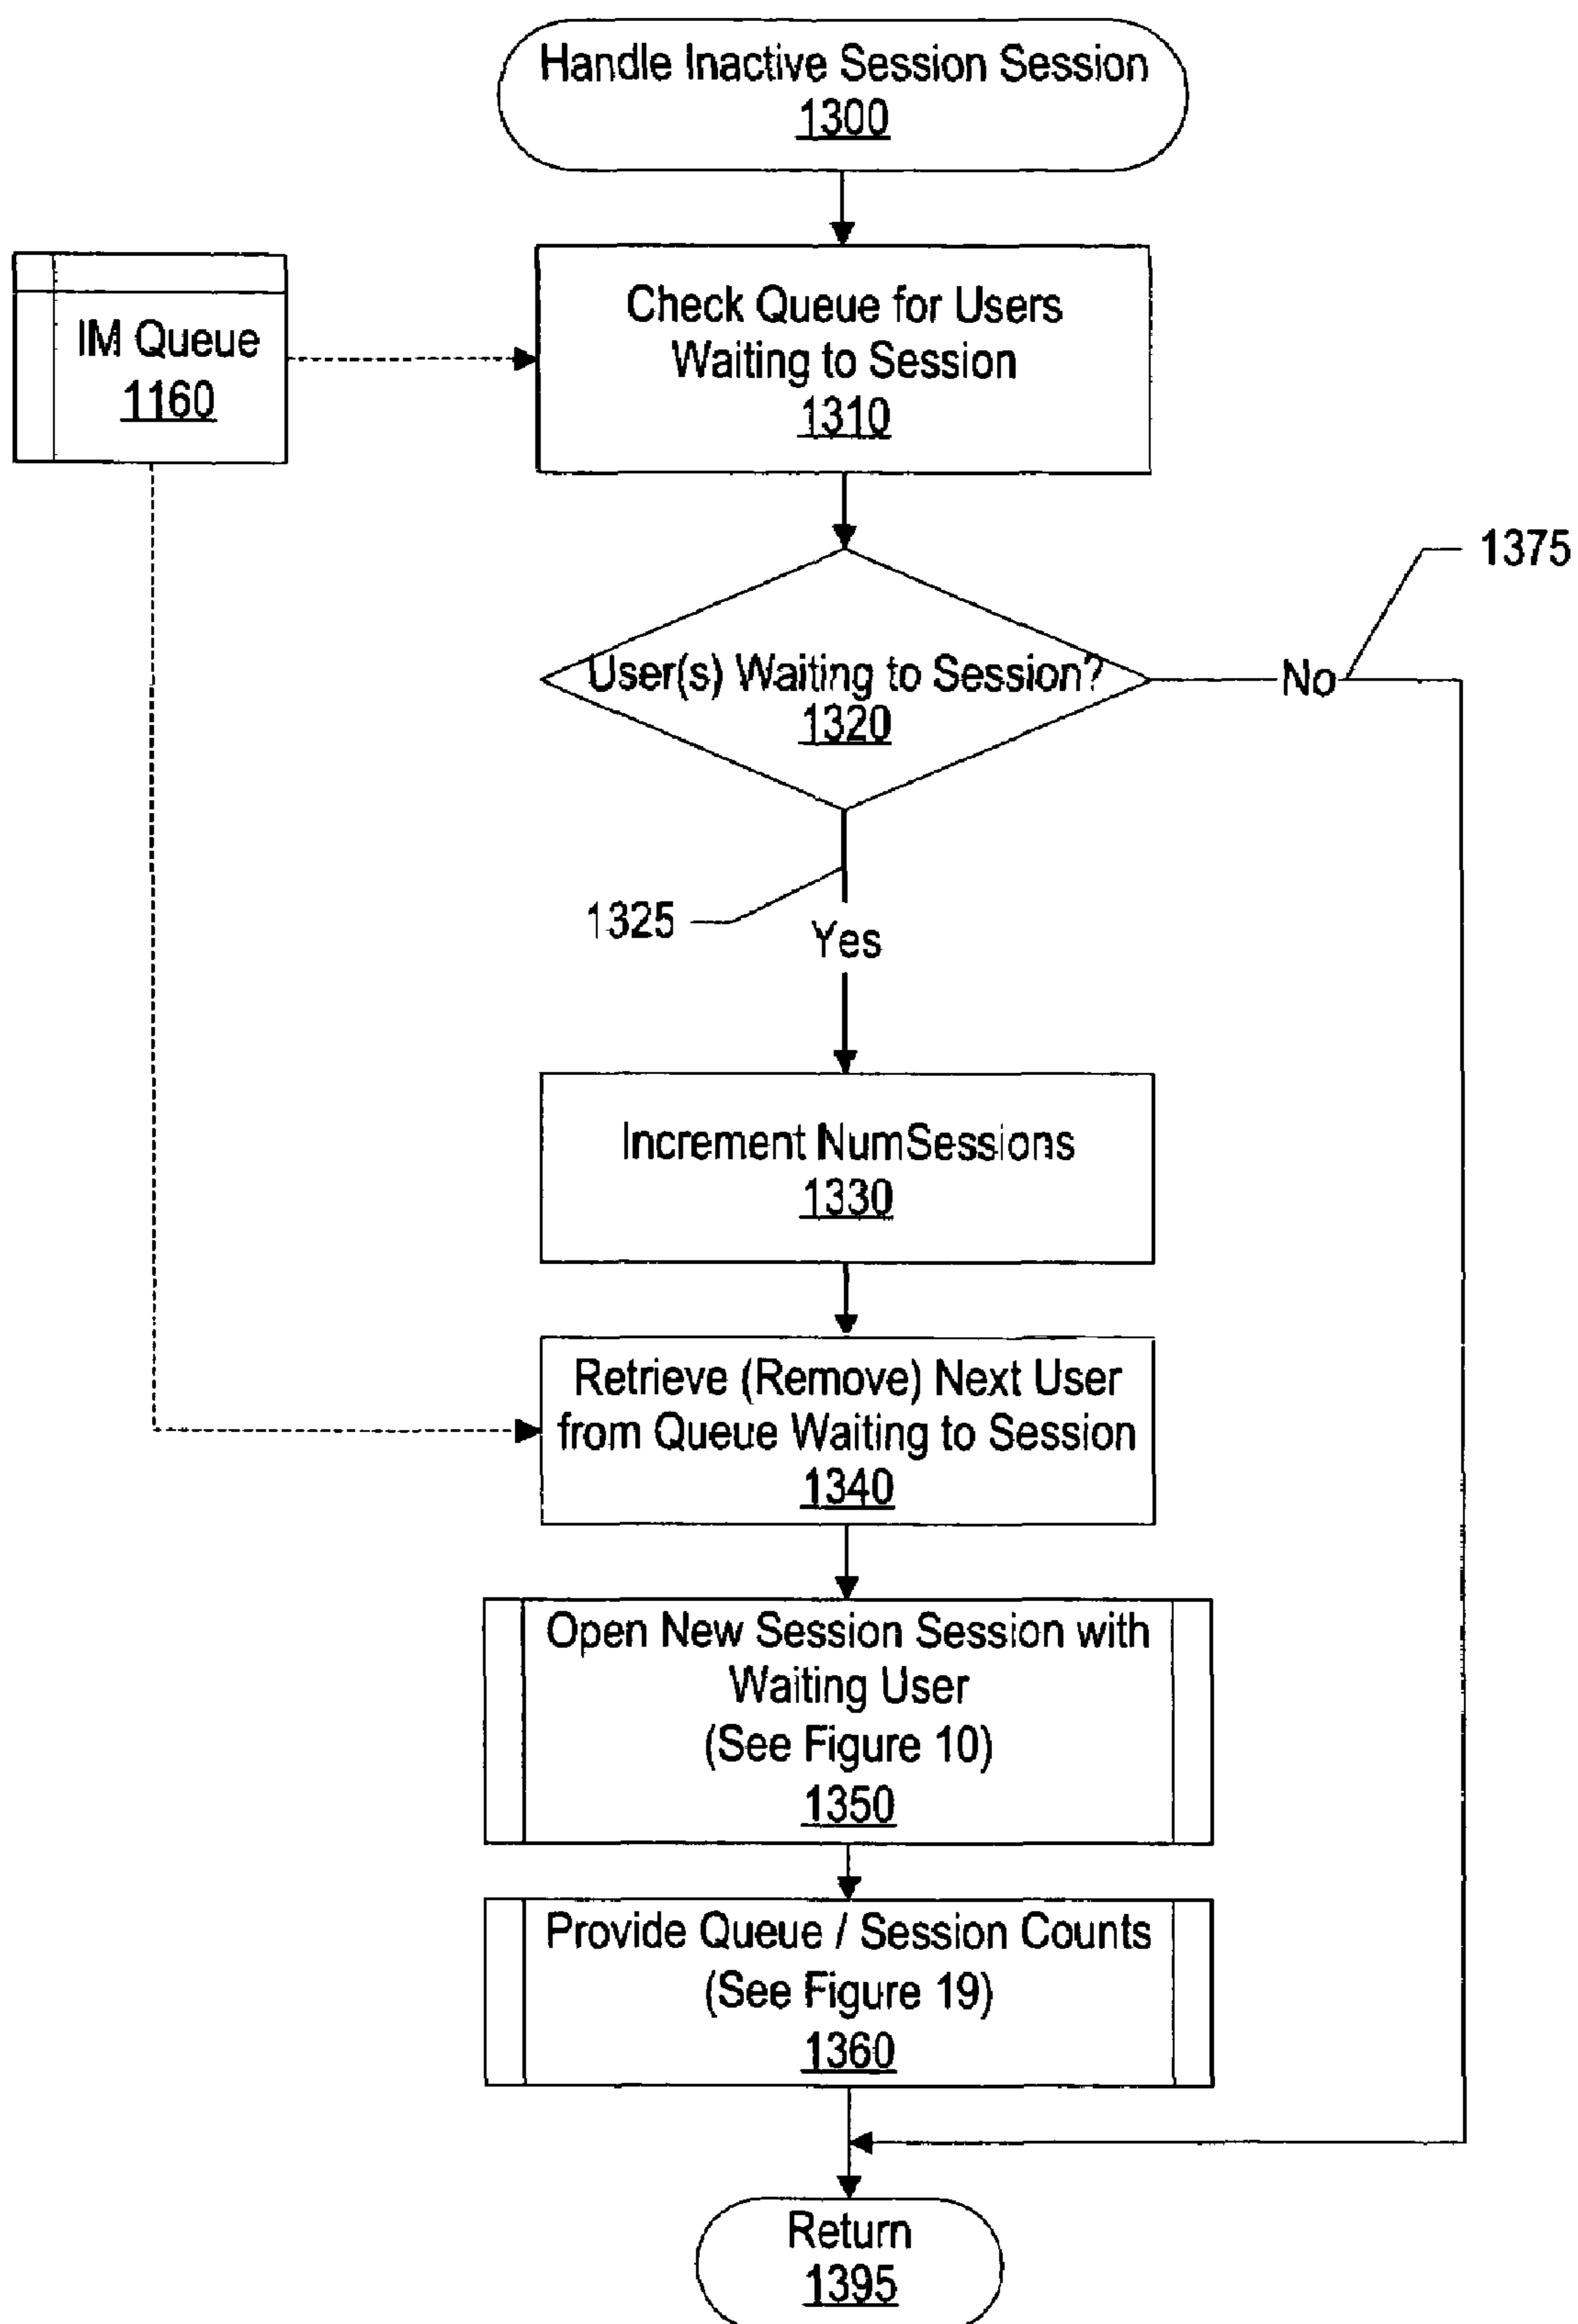 Handle Inactive Session Session
1300
IM Queue
1160
Check Queue for Users
Waiting to Session
1310
1375
User(s) Waiting to Session?
1320
No
1325
Yes
Increment NumSessions
1330
Retrieve (Remove) Next User
from Queue Waiting to Session
1340
Open New Session Session with
Waiting User
(See Figure 10)
1350
Provide Queue / Session Counts
(See Figure 19)
1360
Return
1395